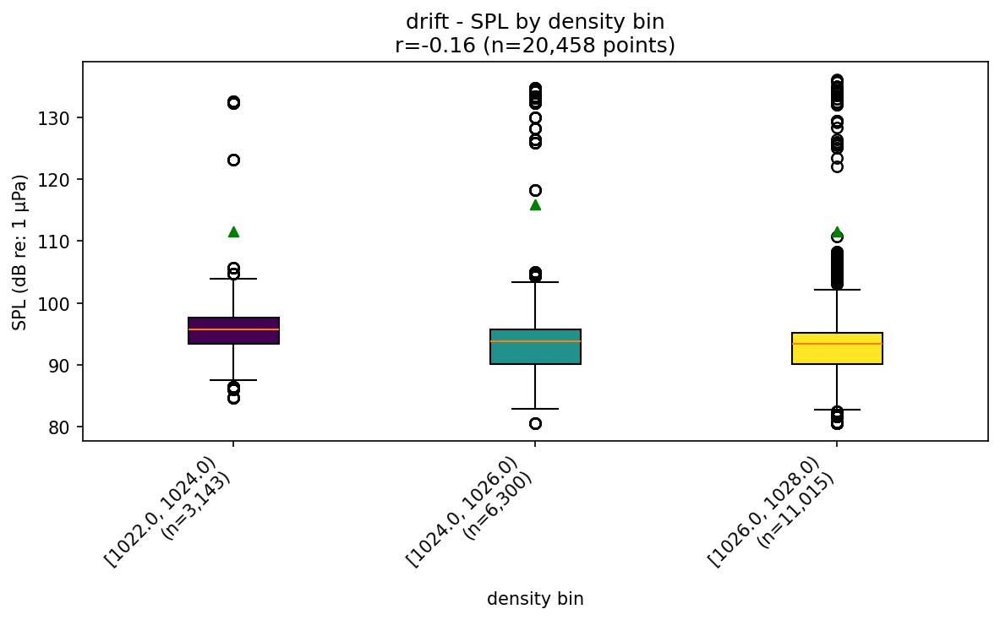 drift - SPL by density bin
r=-0.16 (n=20,458 points)
SPL (dB re: 1 µPa)
130
120
110
100
90
80
[1022.0, 1024.0)
(n=3,143)
[1024.0, 1026.0)
(n=6,300)
[1026.0, 1028.0)
(n=11,015)
density bin